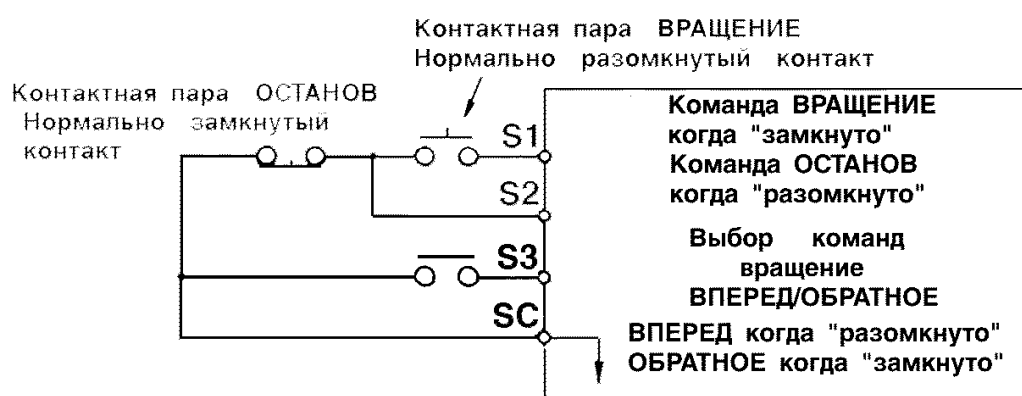 Контактная пара ВРАЩЕНИЕ
Нормально разомкнутый контакт
Контактная пара ОСТАНОВ
Нормально замкнутый
контакт
S1
Команда ВРАЩЕНИЕ
когда "замкнуто"
S2
Команда ОСТАНОВ
когда "разомкнуто"
S3
Выбор команд
вращение
ВПЕРЕД/ОБРАТНОЕ
SC
ВПЕРЕД когда "разомкнуто"
ОБРАТНОЕ когда "замкнуто"